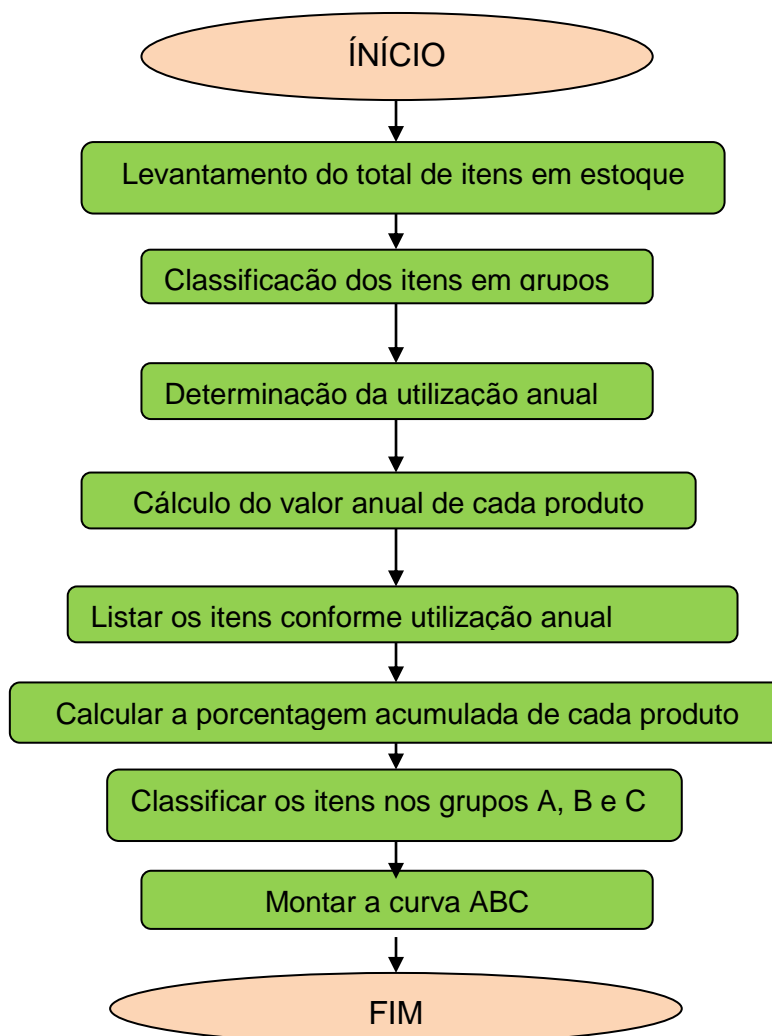 ÍNÍCIO
Levantamento do total de itens em estoque
Classificação dos itens em grupos
Determinação da utilização anual
Cálculo do valor anual de cada produto
Listar os itens conforme utilização anual
Calcular a porcentagem acumulada de cada produto
Classificar os itens nos grupos A, B e C
Montar a curva ABC
FIM